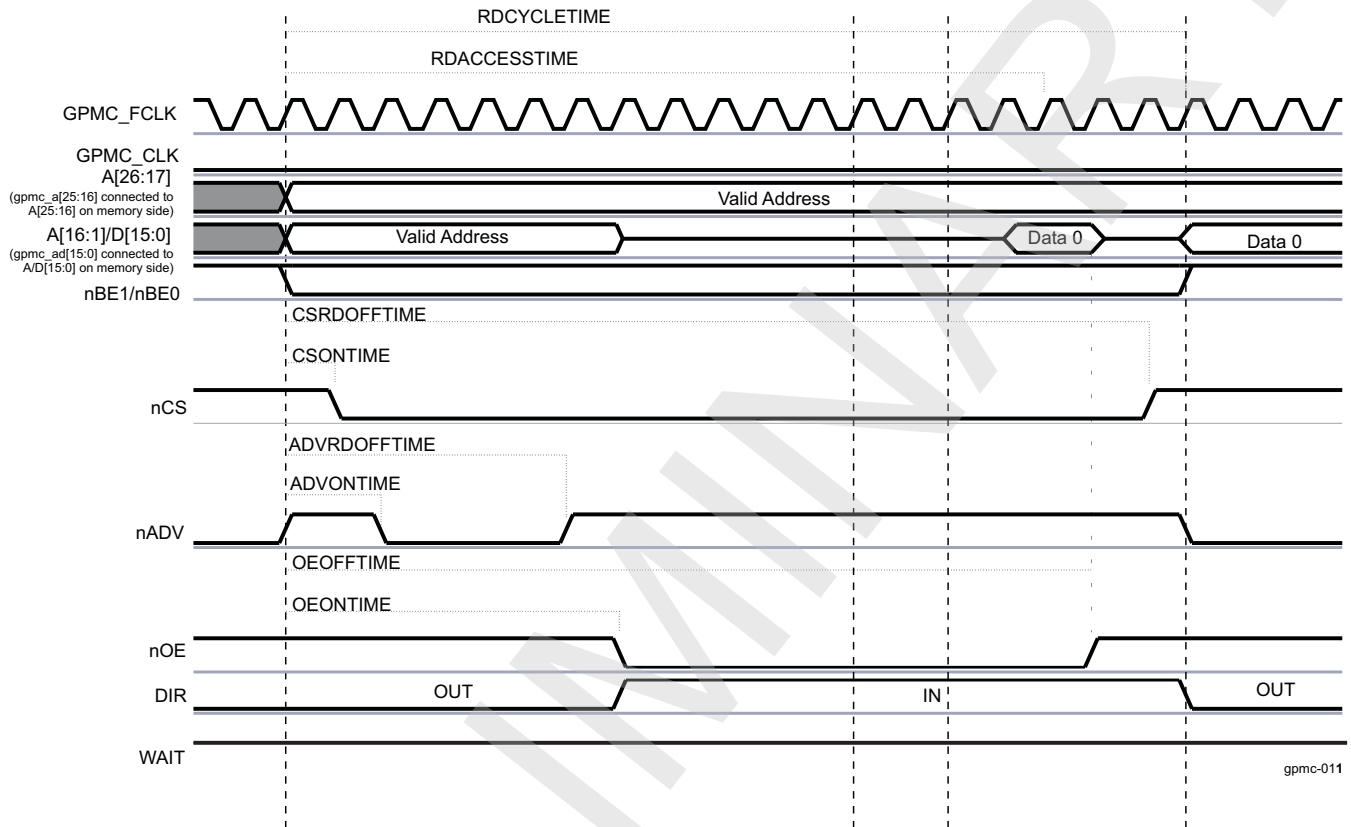 RDCYCLETIME
RDACCESSTIME
GPMC_FCLK
GPMC_CLK
A[26:17]
(gpmc_a[25:16] connected to
A[25:16] on memory side)
Valid Address
A[16:1]/D[15:0]
(gpmc_ad[15:0] connected to
A/D[15:0] on memory side)
Valid Address
Data 0
Data 0
nBE1/nBE0
CSRDOFFTIME
CSONTIME
nCS
ADVRDOFFTIME
ADVONTIME
nADV
OEOFFTIME
OEONTIME
nOE
DIR
OUT
IN
OUT
WAIT
gpmc-011